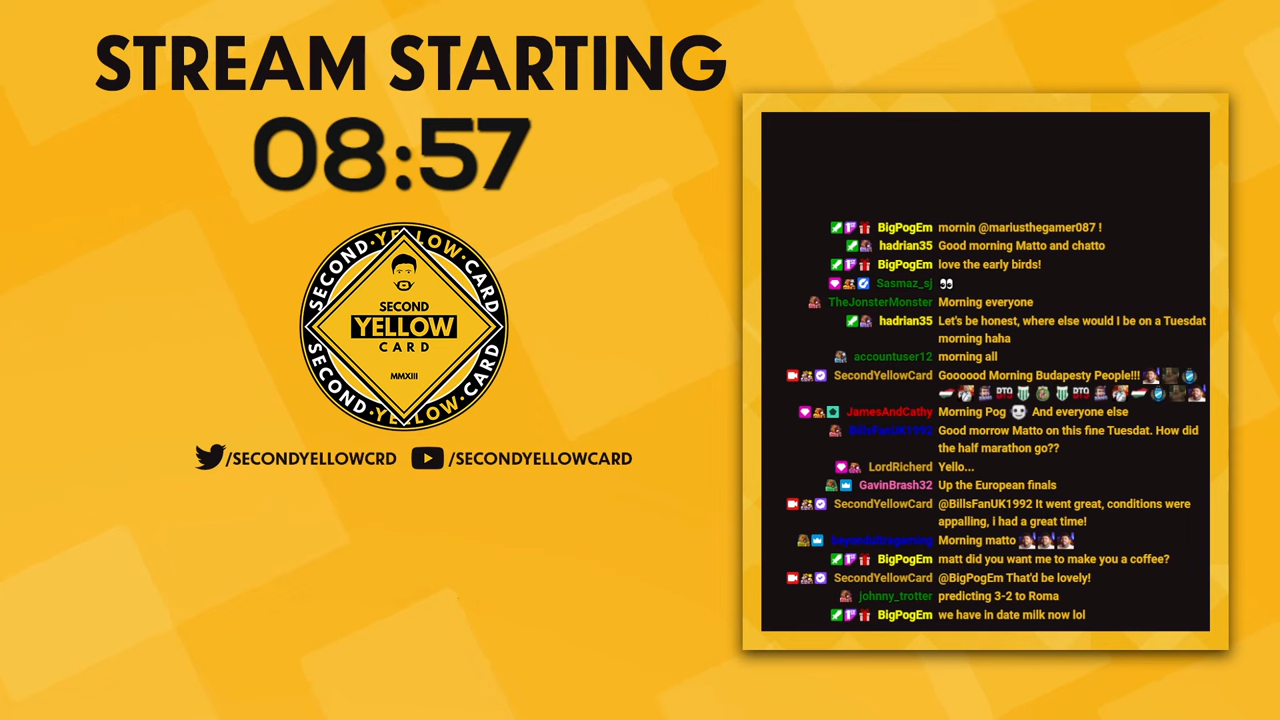 STREAM STARTING
08:57
SECOND·YELLOW·CARD
SECOND
YELLOW
CARD
MMXIII
SECOND·YELLOW·CARD
/SECONDYELLOWCRD /SECONDYELLOWCARD
BigPogEm mornin @mariusthegamer087 !
hadrian35 Good morning Matto and chatto
BigPogEm love the early birds!
Sasmaz_sj
TheJonsterMonster Morning everyone
hadrian35 Let's be honest, where else would I be on a Tuesdat
morning haha
accountuser12 morning all
SecondYellowCard Goooood Morning Budapesty People!!!
JamesAndCathy Morning Pog And everyone else
BillsFanUK1992 Good morrow Matto on this fine Tuesdat. How did
the half marathon go??
LordRicherd Yello...
GavinBrash32 Up the European finals
SecondYellowCard @BillsFanUK1992 It went great, conditions were
appalling, i had a great time!
Morning matto
BigPogEm matt did you want me to make you a coffee?
SecondYellowCard @BigPogEm That'd be lovely!
johnny_trotter predicting 3-2 to Roma
BigPogEm we have in date milk now lol